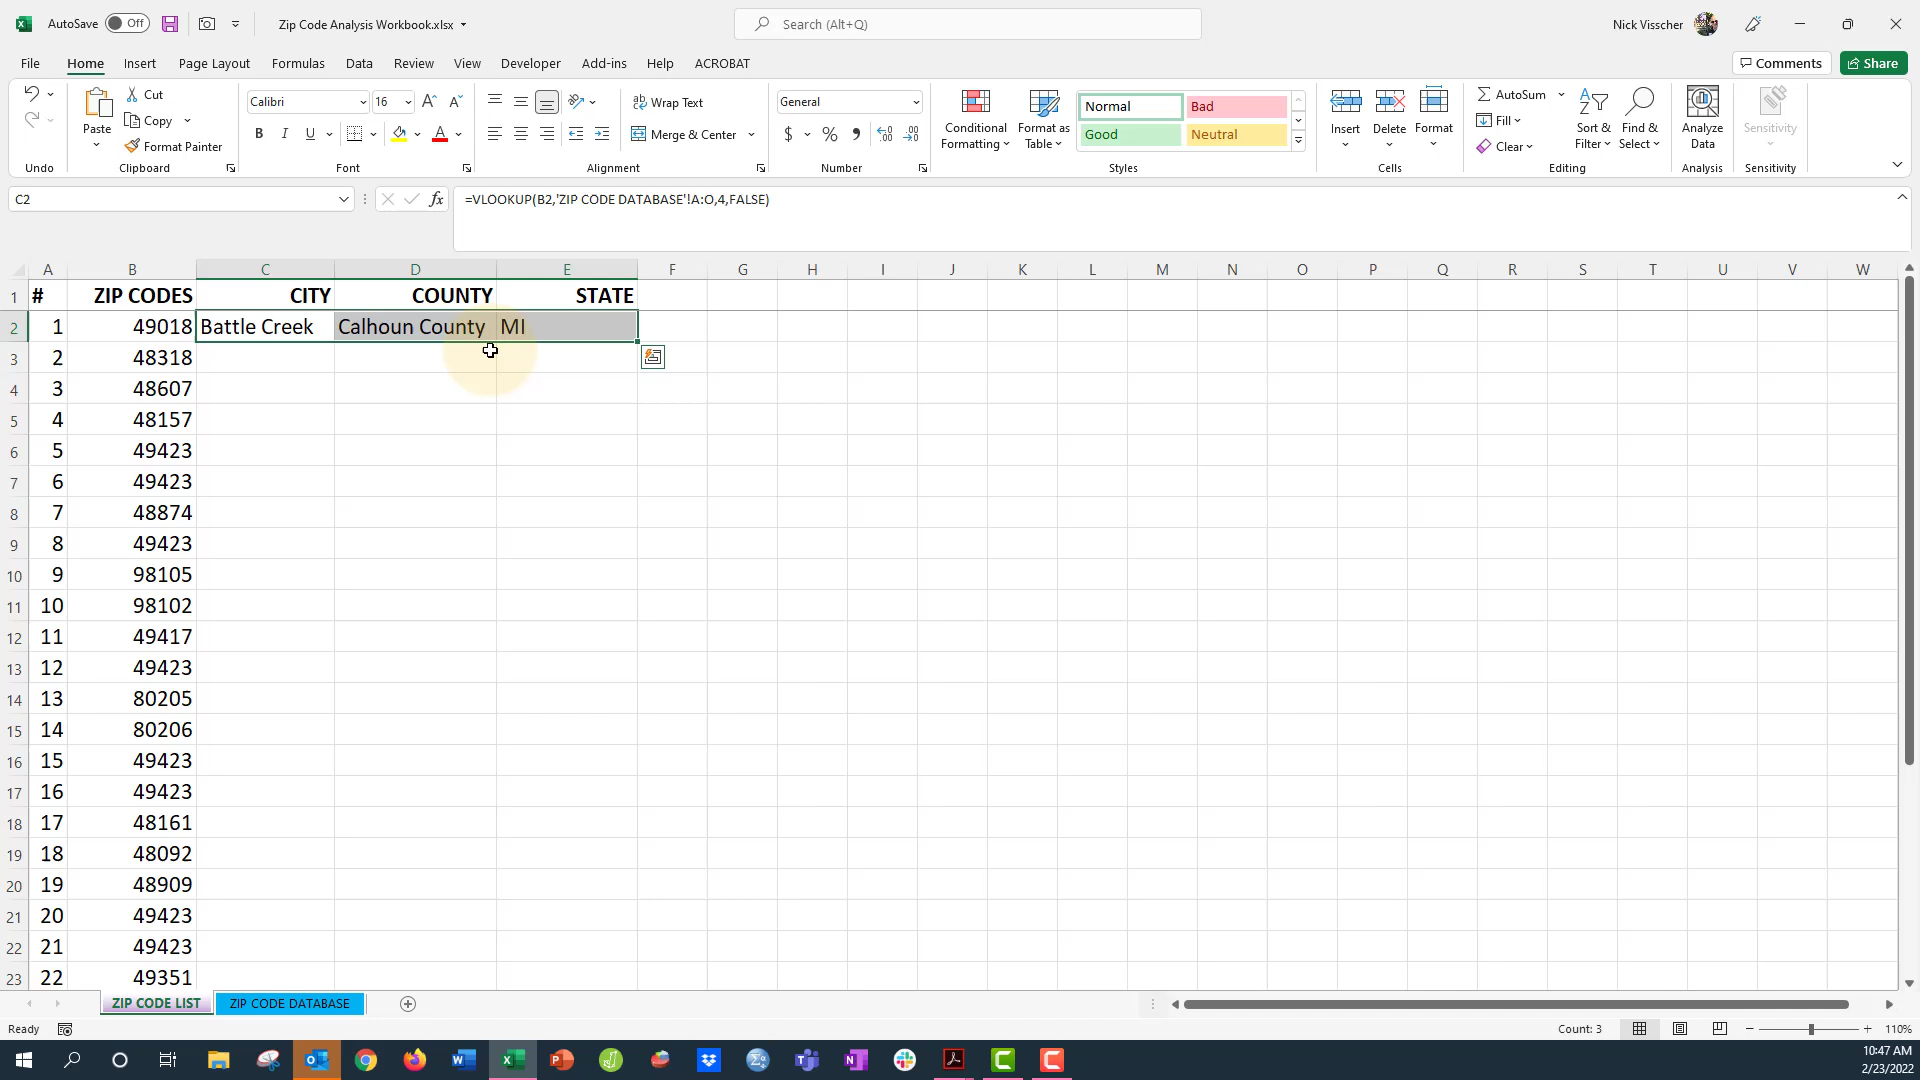 AutoSave Off Zip Code Analysis Workbook.xlsx Search (Alt+Q) Nick Visscher
File Home Insert Page Layout Formulas Data Review View Developer Add-ins Help ACROBAT Comments Share
Cut Calibri 16 Wrap Text General Normal Bad AutoSum
Paste Copy Conditional Formatting Format as Table Good Neutral Insert Delete Format Fill Sort & Filter Find & Select Analyze Data Sensitivity
Format Painter B I U Merge & Center $ % Clear
Undo Clipboard Font Alignment Number Styles Cells Editing Analysis Sensitivity
C2 fx =VLOOKUP(B2,'ZIP CODE DATABASE'!A:O,4,FALSE)
A B C D E F G H I J K L M N O P Q R S T U V W
1 # ZIP CODES CITY COUNTY STATE
2 1 49018 Battle Creek Calhoun County MI
3 2 48318
4 3 48607
5 4 48157
6 5 49423
7 6 49423
8 7 48874
9 8 49423
10 9 98105
11 10 98102
12 11 49417
13 12 49423
14 13 80205
15 14 80206
16 15 49423
17 16 49423
18 17 48161
19 18 48092
20 19 48909
21 20 49423
22 21 49423
23 22 49351
ZIP CODE LIST ZIP CODE DATABASE
Ready Count: 3 110%
10:47 AM
2/23/2022